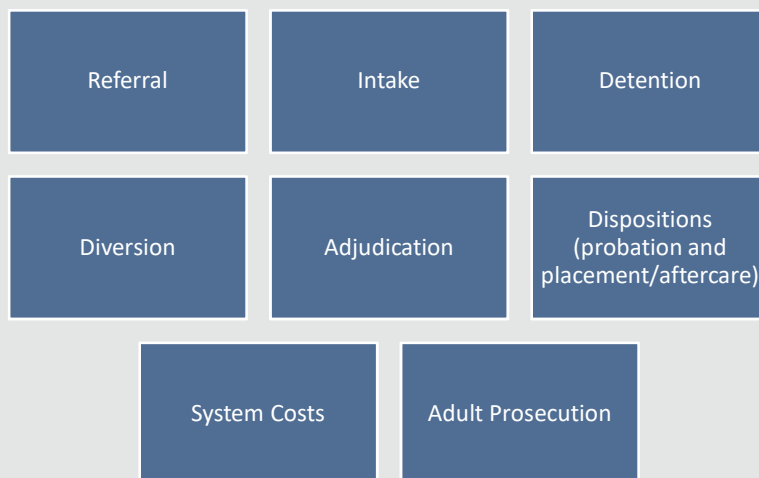 Referral
Intake
Detention
Diversion
Adjudication
Dispositions
(probation and
placement/aftercare)
System Costs
Adult Prosecution